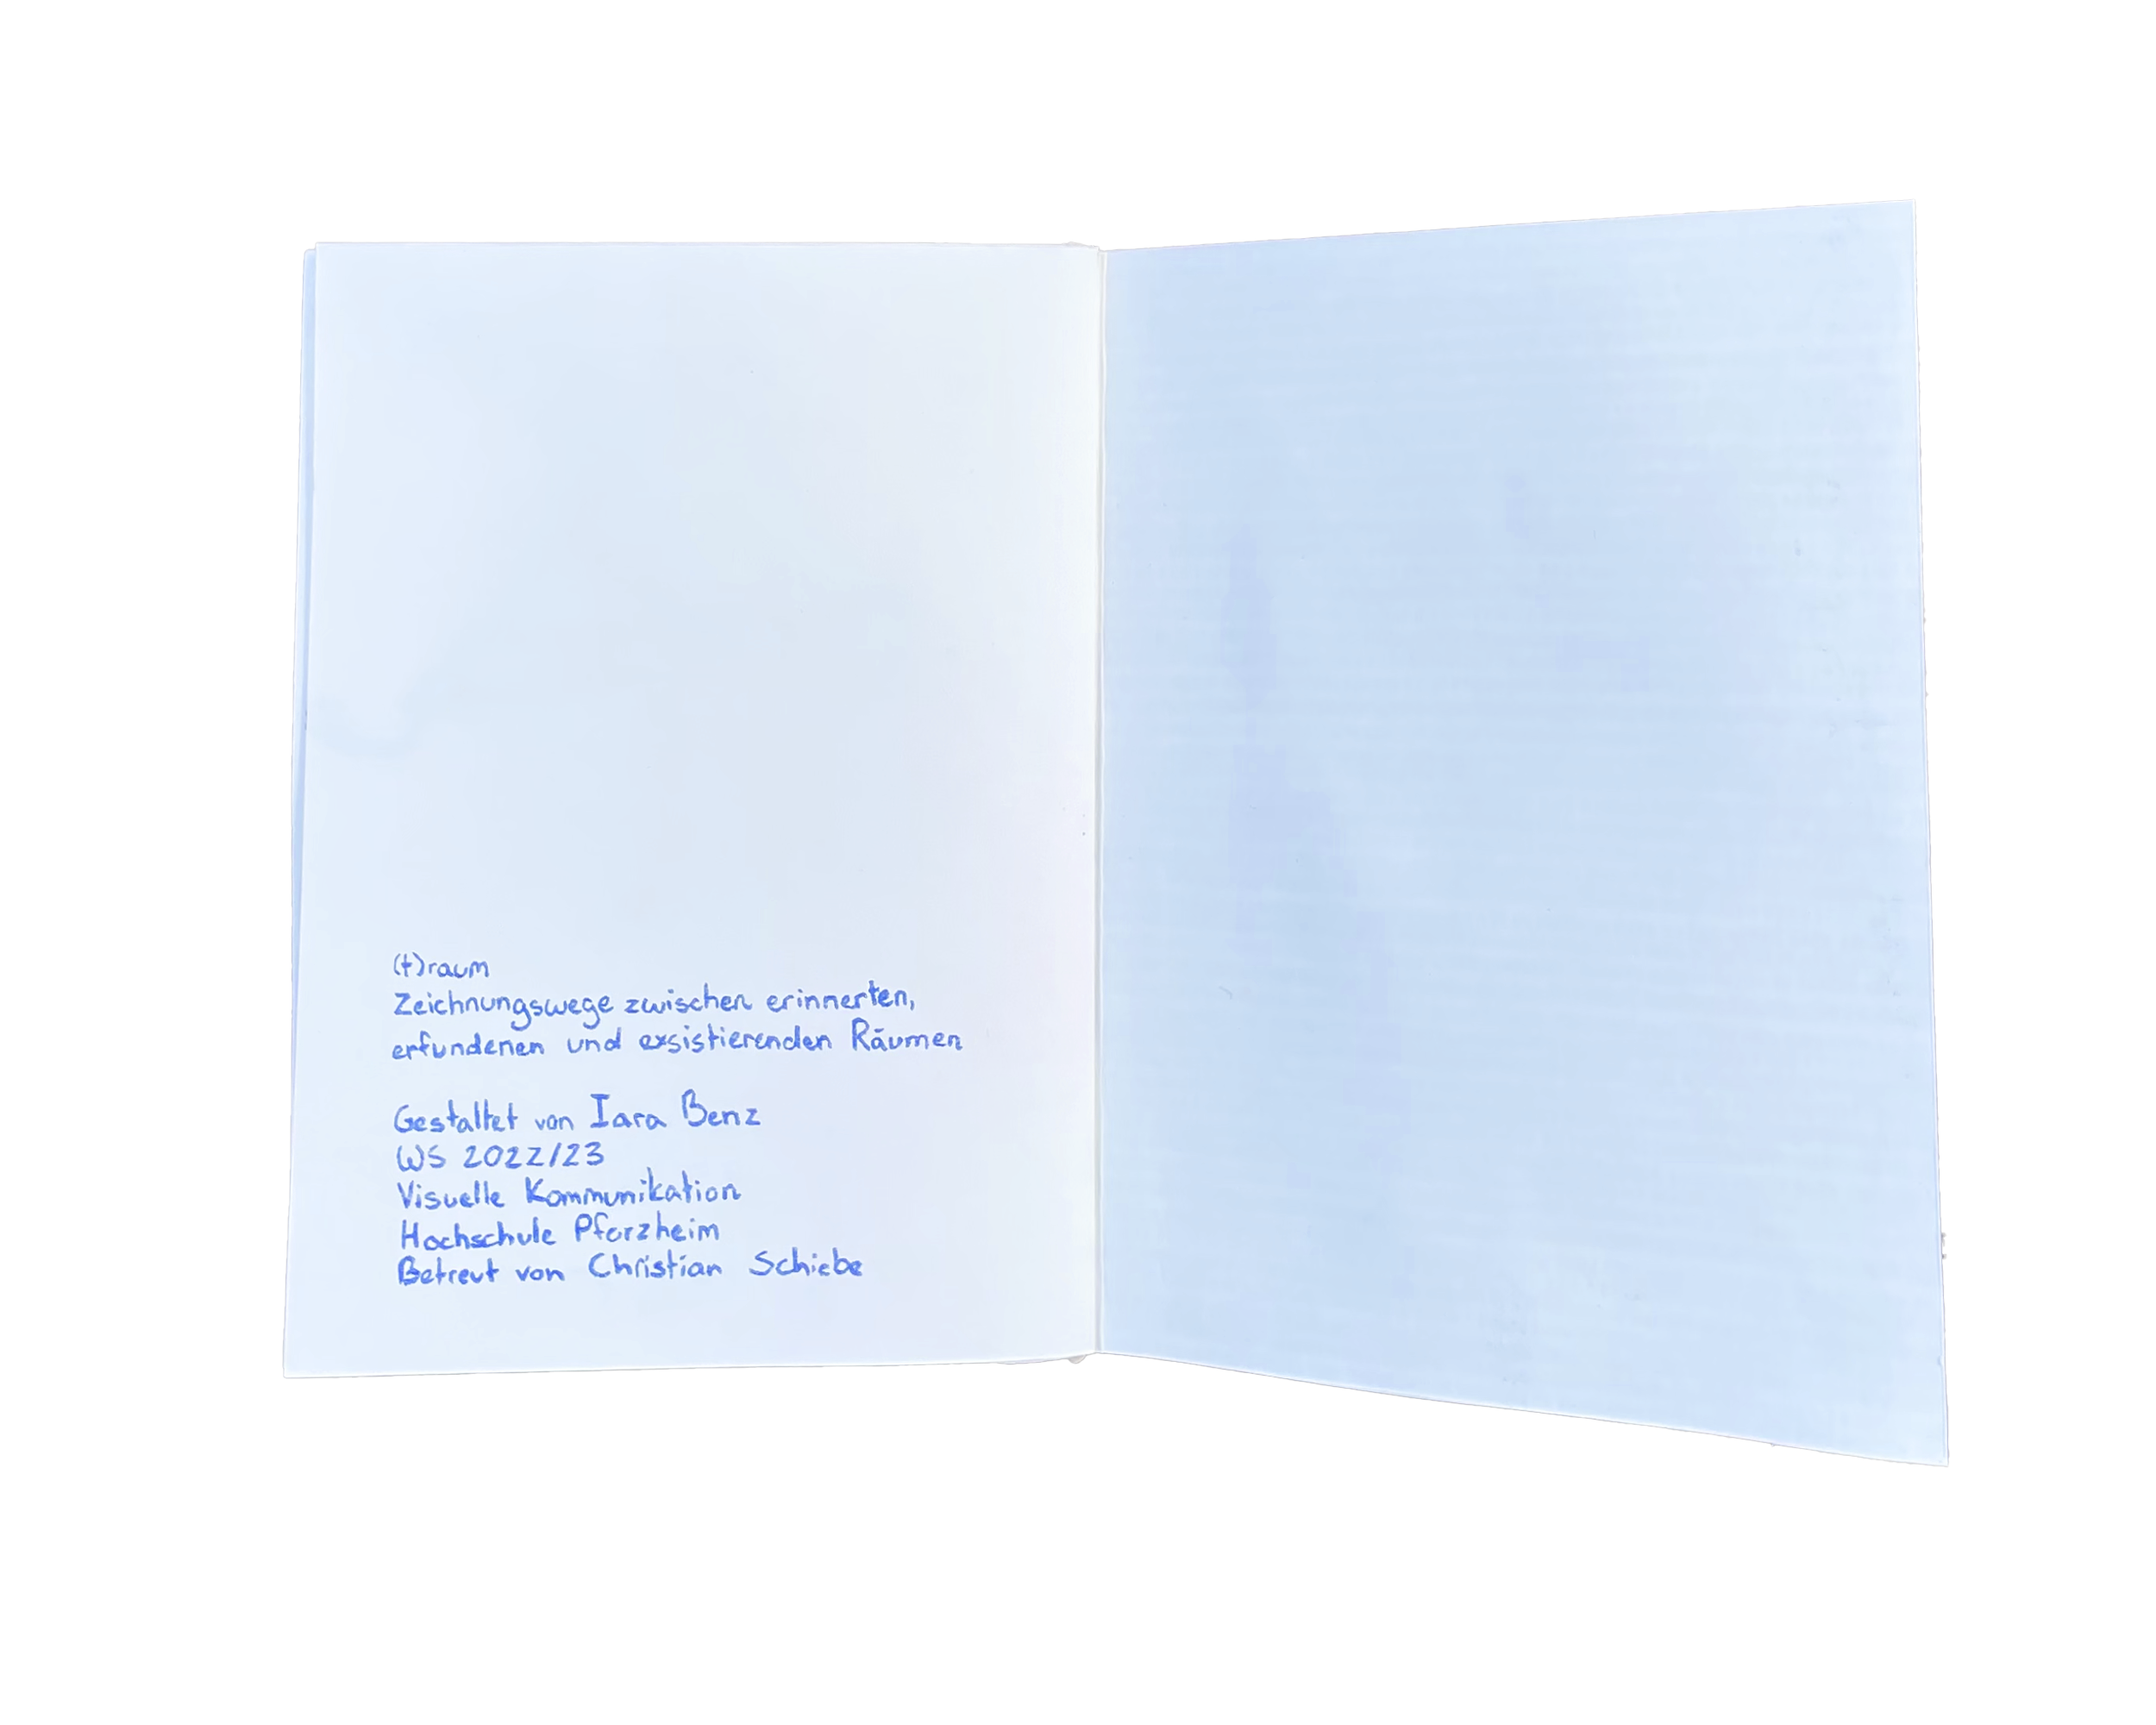 (t)raum
Zeichnungswege zwischen erinnerten,
erfundenen und exsistierenden Räumen
Gestaltet von Iara Benz
WS 2022/23
Visuelle Kommunikation
Hochschule Pforzheim
Betreut von Christian Schiebe